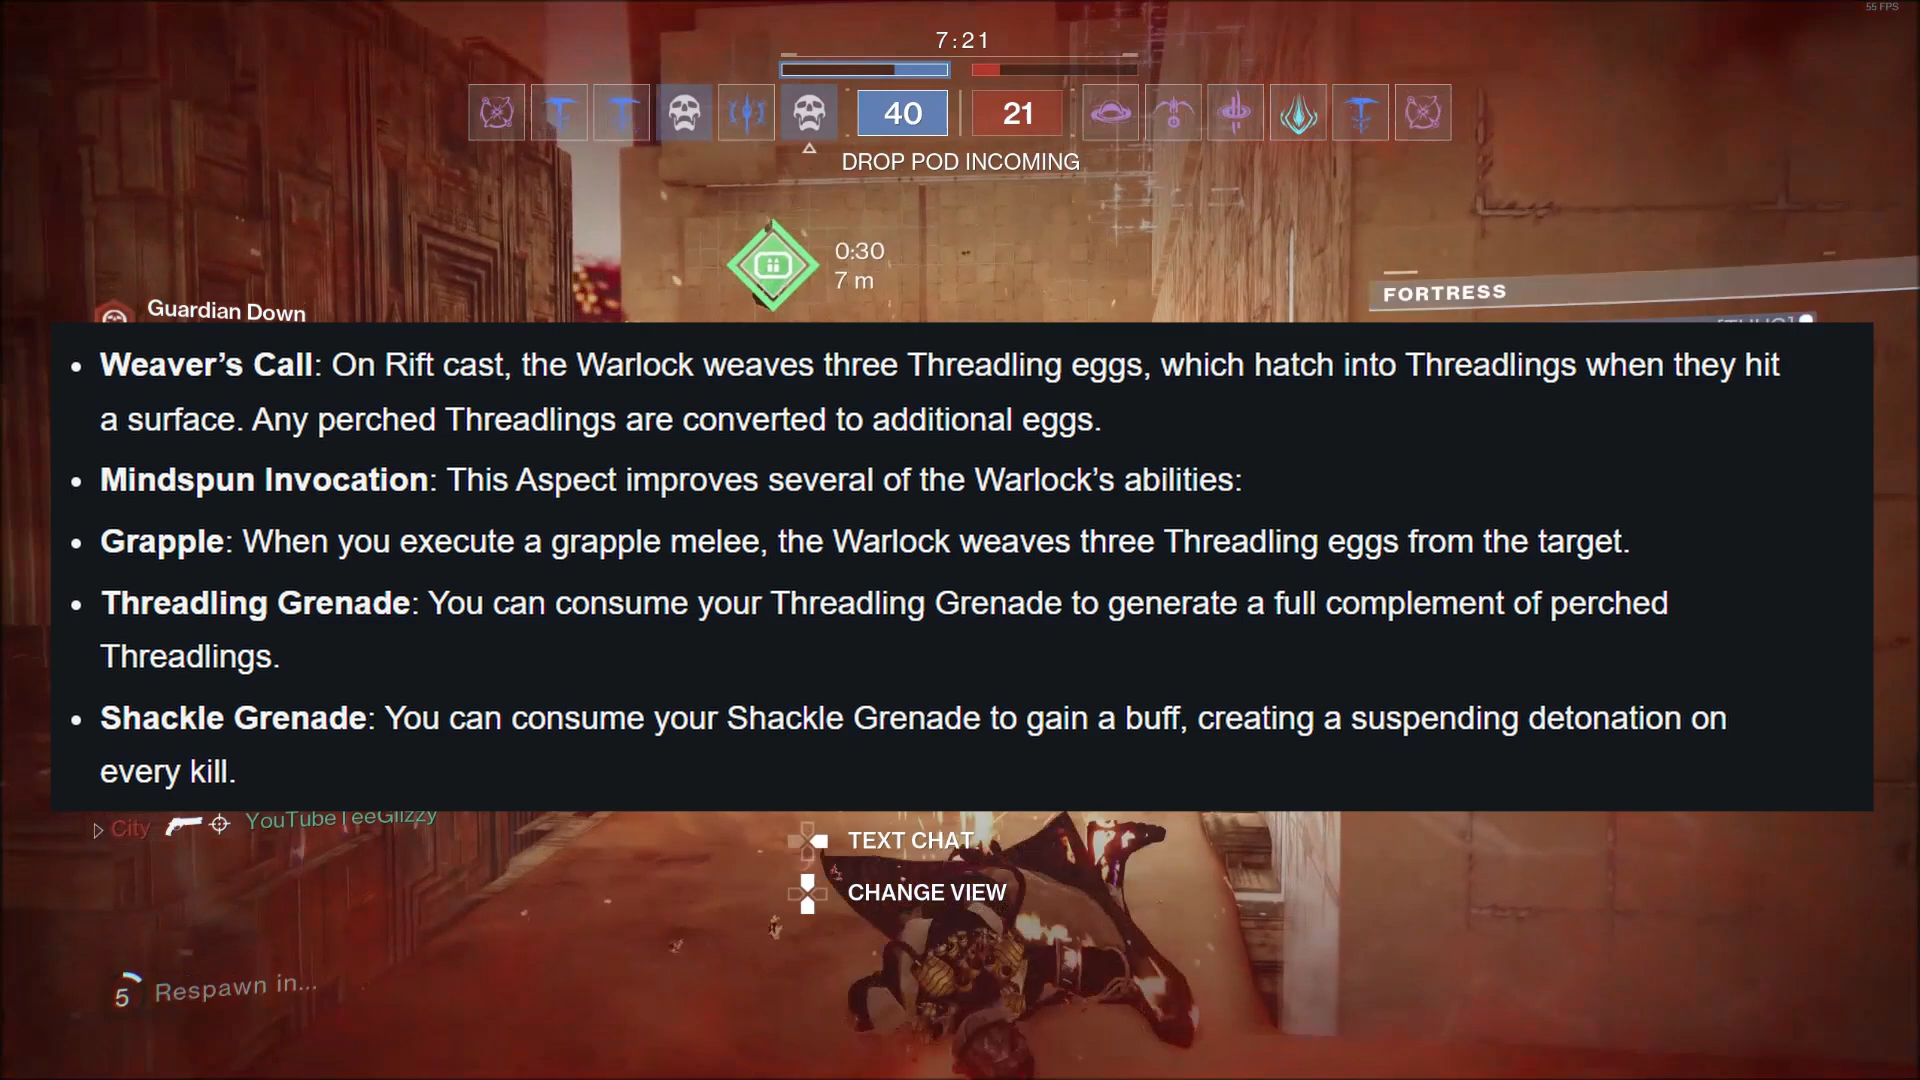 55 FPS
7:21
40
21
DROP POD INCOMING
0:30
7 m
FORTRESS
Guardian Down
• Weaver’s Call: On Rift cast, the Warlock weaves three Threadling eggs, which hatch into Threadlings when they hit
a surface. Any perched Threadlings are converted to additional eggs.
• Mindspun Invocation: This Aspect improves several of the Warlock’s abilities:
• Grapple: When you execute a grapple melee, the Warlock weaves three Threadling eggs from the target.
• Threadling Grenade: You can consume your Threadling Grenade to generate a full complement of perched
Threadlings.
• Shackle Grenade: You can consume your Shackle Grenade to gain a buff, creating a suspending detonation on
every kill.
City
YouTubeTeeGlizzy
TEXT CHAT
CHANGE VIEW
5 Respawn in...